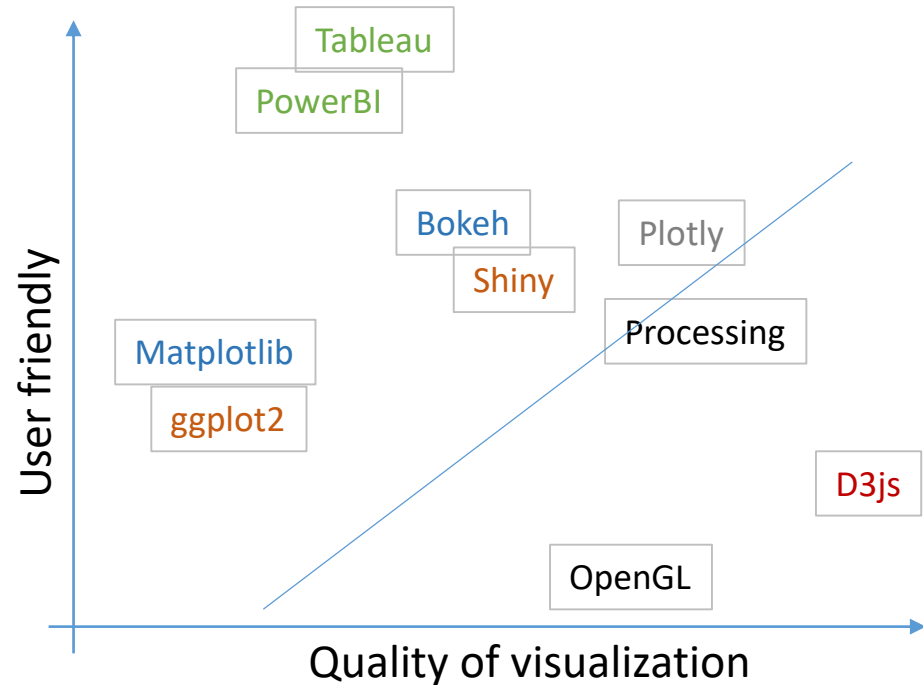 Tableau
PowerBI
Bokeh
Plotly
Shiny
Processing
Matplotlib
ggplot2
D3js
OpenGL
User friendly
Quality of visualization